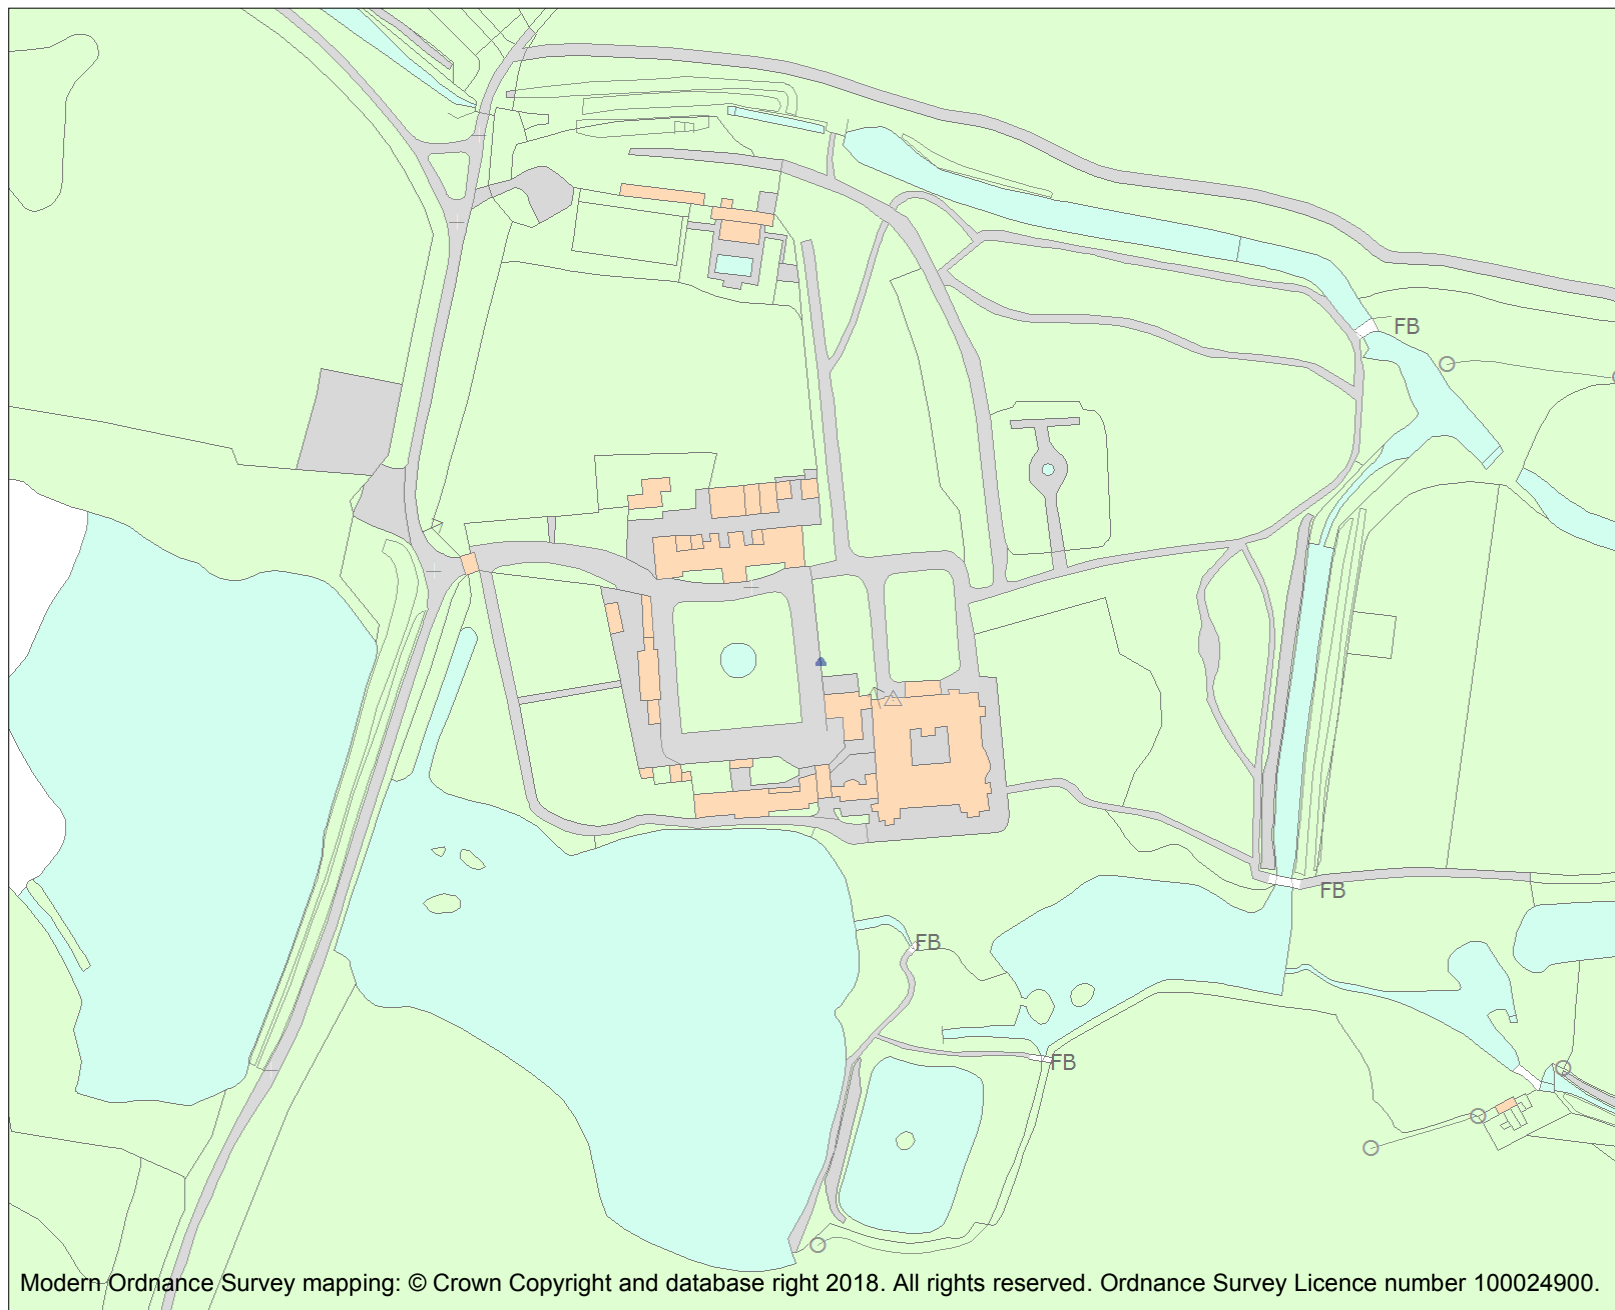 FB
FB
FB
FB
Modern Ordnance Survey mapping: © Crown Copyright and database right 2018. All rights reserved. Ordnance Survey Licence number 100024900.